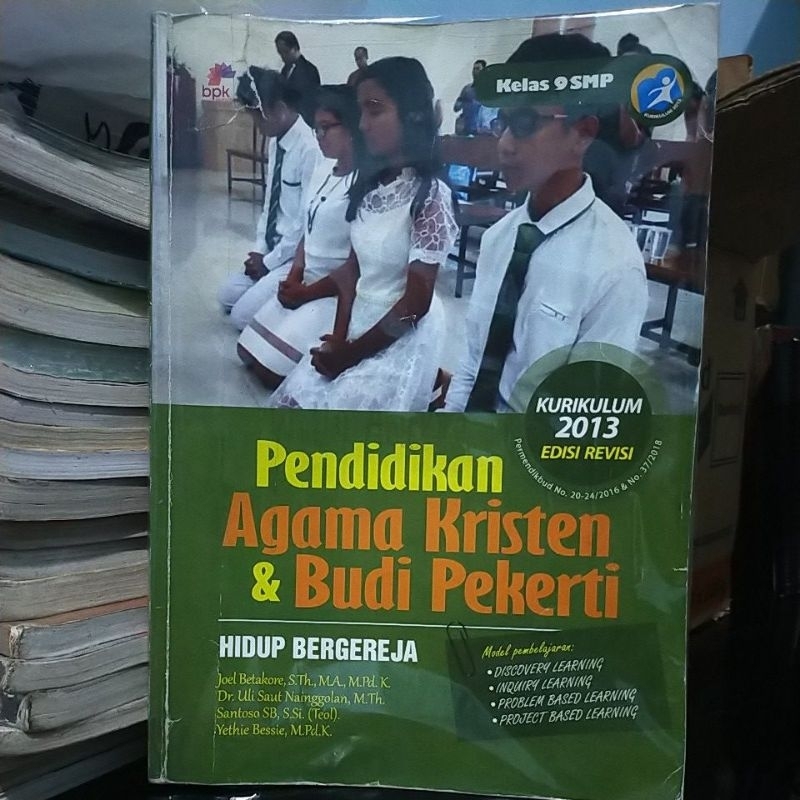 bpk
Kelas 9 SMP
KURIKULUM 2013
KURIKULUM
2013
EDISI REVISI
Permendikbud No. 20-24/2016 & No. 37/2018
Pendidikan
Agama Kristen
& Budi Pekerti
HIDUP BERGEREJA
Joel Betakore, S.Th., M.A., M.Pd. K.
Dr. Uli Saut Nainggolan, M.Th.
Santoso SB, S.Si. (Teol).
Yethie Bessie, M.Pd.K.
Model pembelajaran:
• DISCOVERY LEARNING
• INQUIRY LEARNING
• PROBLEM BASED LEARNING
• PROJECT BASED LEARNING